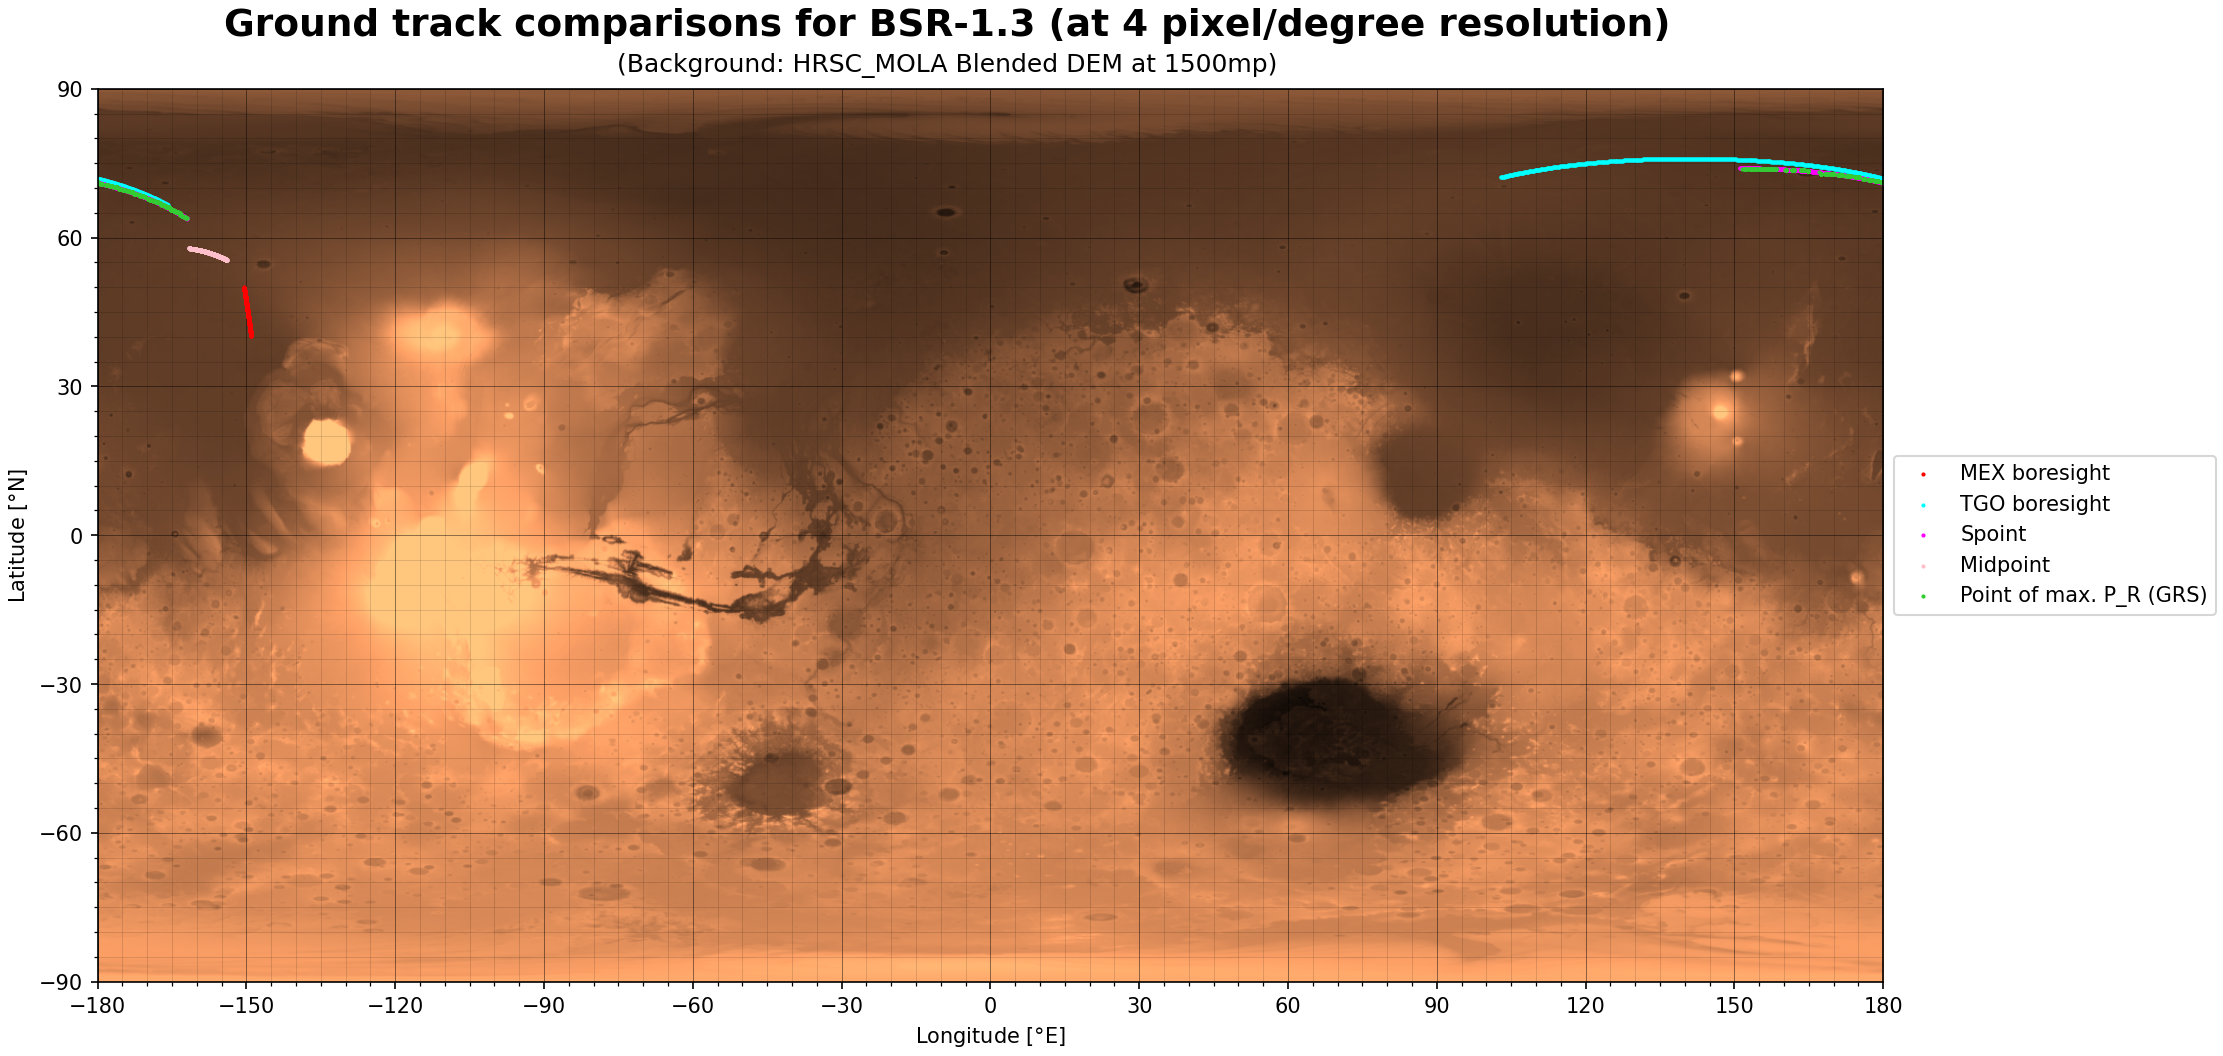 Ground track comparisons for BSR-1.3 (at 4 pixel/degree resolution)
(Background: HRSC_MOLA Blended DEM at 1500mp)
90
60
30
0
−30
−60
−90
Latitude [°N]
−180
−150
−120
−90
−60
−30
0
30
60
90
120
150
180
Longitude [°E]
MEX boresight
TGO boresight
Spoint
Midpoint
Point of max. P_R (GRS)